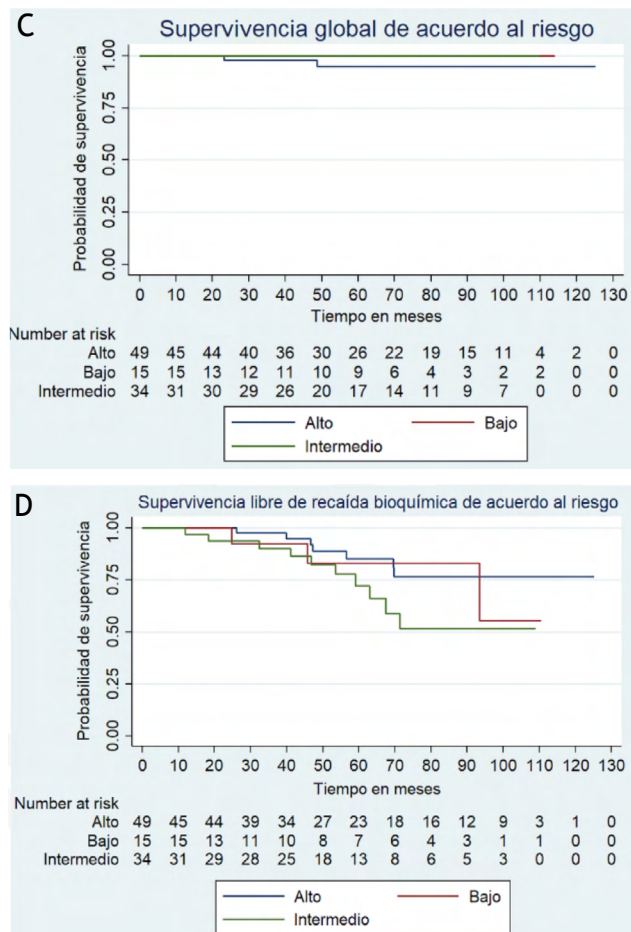 C
Supervivencia global de acuerdo al riesgo
Probabilidad de supervivencia
1.00
0.75
0.50
0.25
0.00
0 10 20 30 40 50 60 70 80 90 100 110 120 130
Tiempo en meses
Number at risk
Alto 49 45 44 40 36 30 26 22 19 15 11 4 2 0
Bajo 15 15 13 12 11 10 9 6 4 3 2 2 0 0
Intermedio 34 31 30 29 26 20 17 14 11 9 7 0 0 0
Alto Bajo
Intermedio
D
Supervivencia libre de recaída bioquímica de acuerdo al riesgo
Probabilidad de supervivencia
1.00
0.75
0.50
0.25
0.00
0 10 20 30 40 50 60 70 80 90 100 110 120 130
Tiempo en meses
Number at risk
Alto 49 45 44 39 34 27 23 18 16 12 9 3 1 0
Bajo 15 15 13 11 10 8 7 6 4 3 1 1 0 0
Intermedio 34 31 29 28 25 18 13 8 6 5 3 0 0 0
Alto Bajo
Intermedio